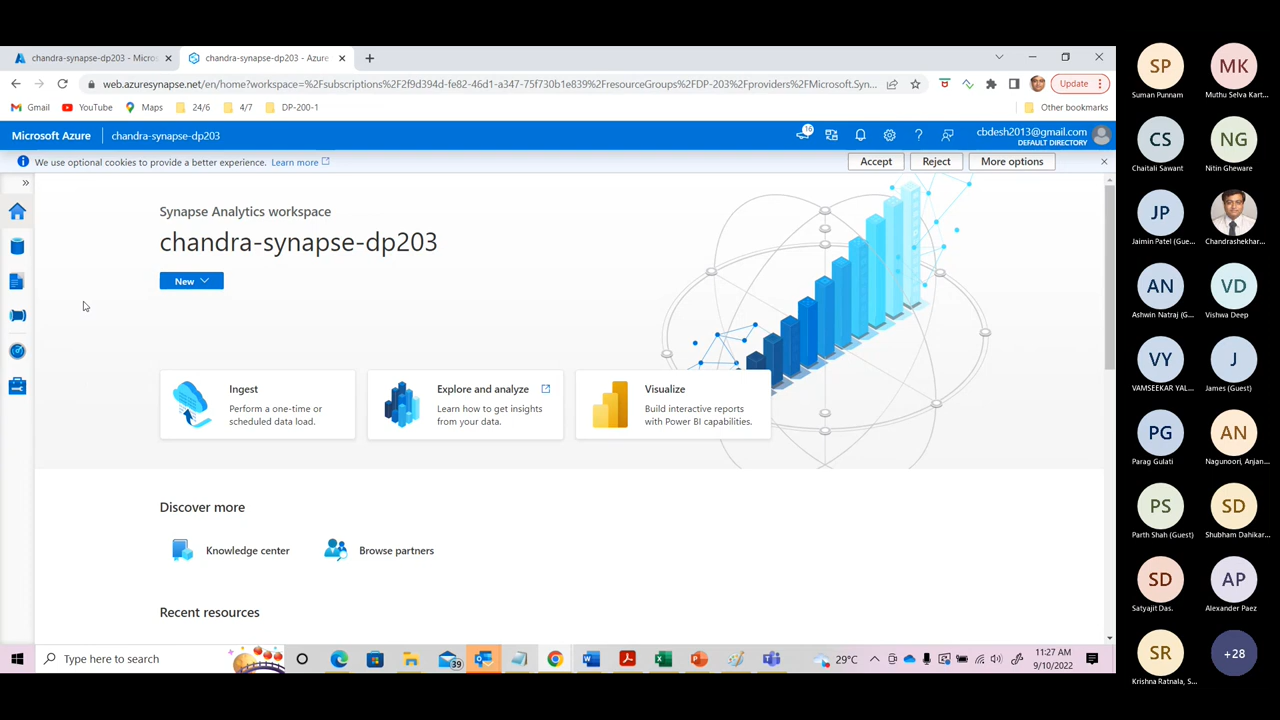 chandra-synapse-dp203 - Micros
chandra-synapse-dp203 - Azure
web.azuresynapse.net/en/home?workspace=%2Fsubscriptions%2f9d394d-fe82-46d1-a347-75f730b1e839%2FresourceGroups%2FDP-203%2Fproviders%2FMicrosoft.Syn...
Update
Gmail
YouTube
Maps
24/6
4/7
DP-200-1
Other bookmarks
Microsoft Azure
chandra-synapse-dp203
16
cbdesh2013@gmail.com
DEFAULT DIRECTORY
We use optional cookies to provide a better experience. Learn more
Accept
Reject
More options
Synapse Analytics workspace
chandra-synapse-dp203
New
Ingest
Perform a one-time or
scheduled data load.
Explore and analyze
Learn how to get insights
from your data.
Visualize
Build interactive reports
with Power BI capabilities.
Discover more
Knowledge center
Browse partners
Recent resources
Type here to search
39
29°C
11:27 AM
9/10/2022
SP
Suman Punnam
MK
Muthu Selva Kart...
CS
Chaitali Sawant
NG
Nitin Gheware
JP
Jaimin Patel (Gue...
Chandrashekhar...
AN
Ashwin Natraj (G...
VD
Vishwa Deep
VY
VAMSEEKAR YAL...
J
James (Guest)
PG
Parag Gulati
AN
Nagunoori, Anjan...
PS
Parth Shah (Guest)
SD
Shubham Dahikar...
SD
Satyajit Das.
AP
Alexander Paez
SR
Krishna Ratnala, S...
+28